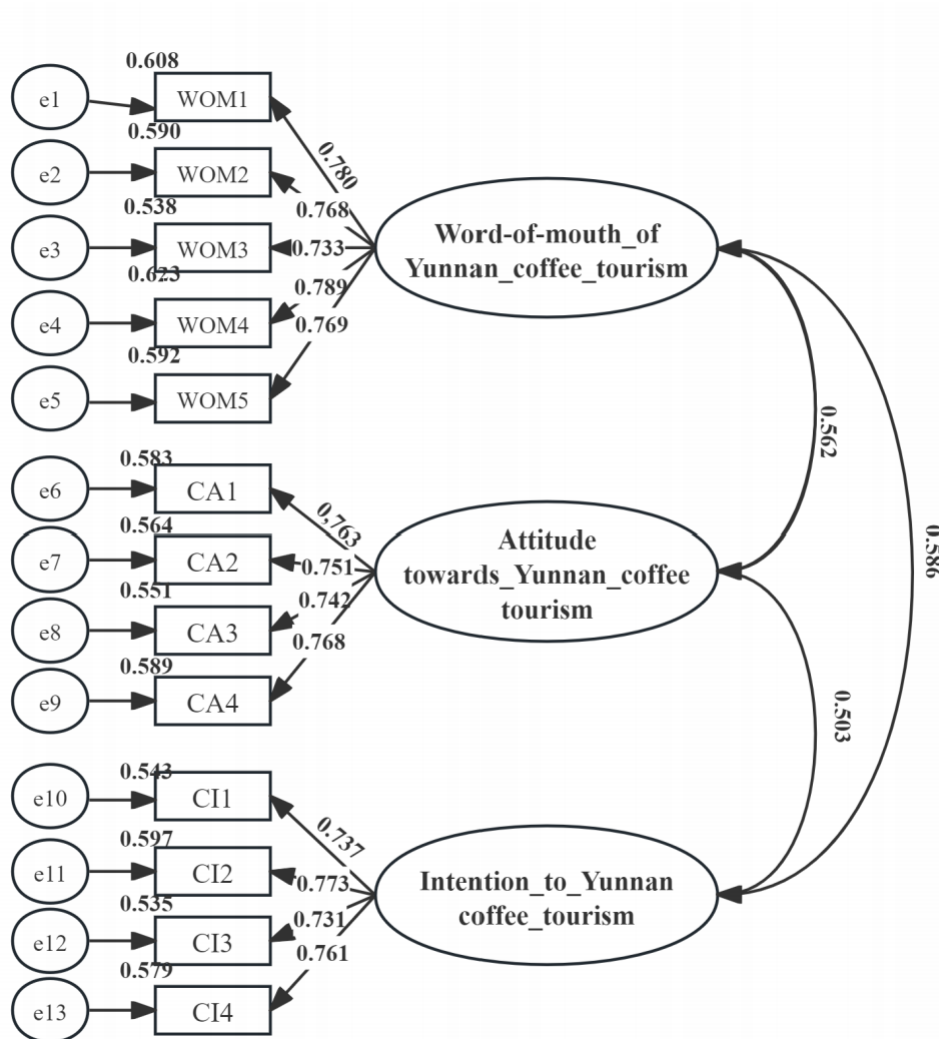 0.608
e1
WOM1
0.780
0.590
e2
WOM2
0.768
0.538
e3
WOM3
0.733
0.623
e4
WOM4
0.789
0.592
e5
WOM5
0.769
Word-of-mouth_of
Yunnan_coffee_tourism
0.562
0.586
0.583
e6
CA1
0,763
0.564
e7
CA2
0.751
0.551
e8
CA3
0.742
0.589
e9
CA4
0.768
Attitude
towards_Yunnan_coffee
tourism
0.503
0.543
e10
CI1
0.737
0.597
e11
CI2
0.773
0.535
e12
CI3
0.731
0.579
e13
CI4
0.761
Intention_to_Yunnan
coffee_tourism